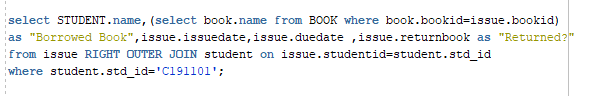 select STUDENT.name,(select book.name from BOOK where book.bookid=issue.bookid)
as "Borrowed Book",issue.issuedate,issue.duedate ,issue.returnbook as "Returned?"
from issue RIGHT OUTER JOIN student on issue.studentid=student.std_id
where student.std_id='C191101';